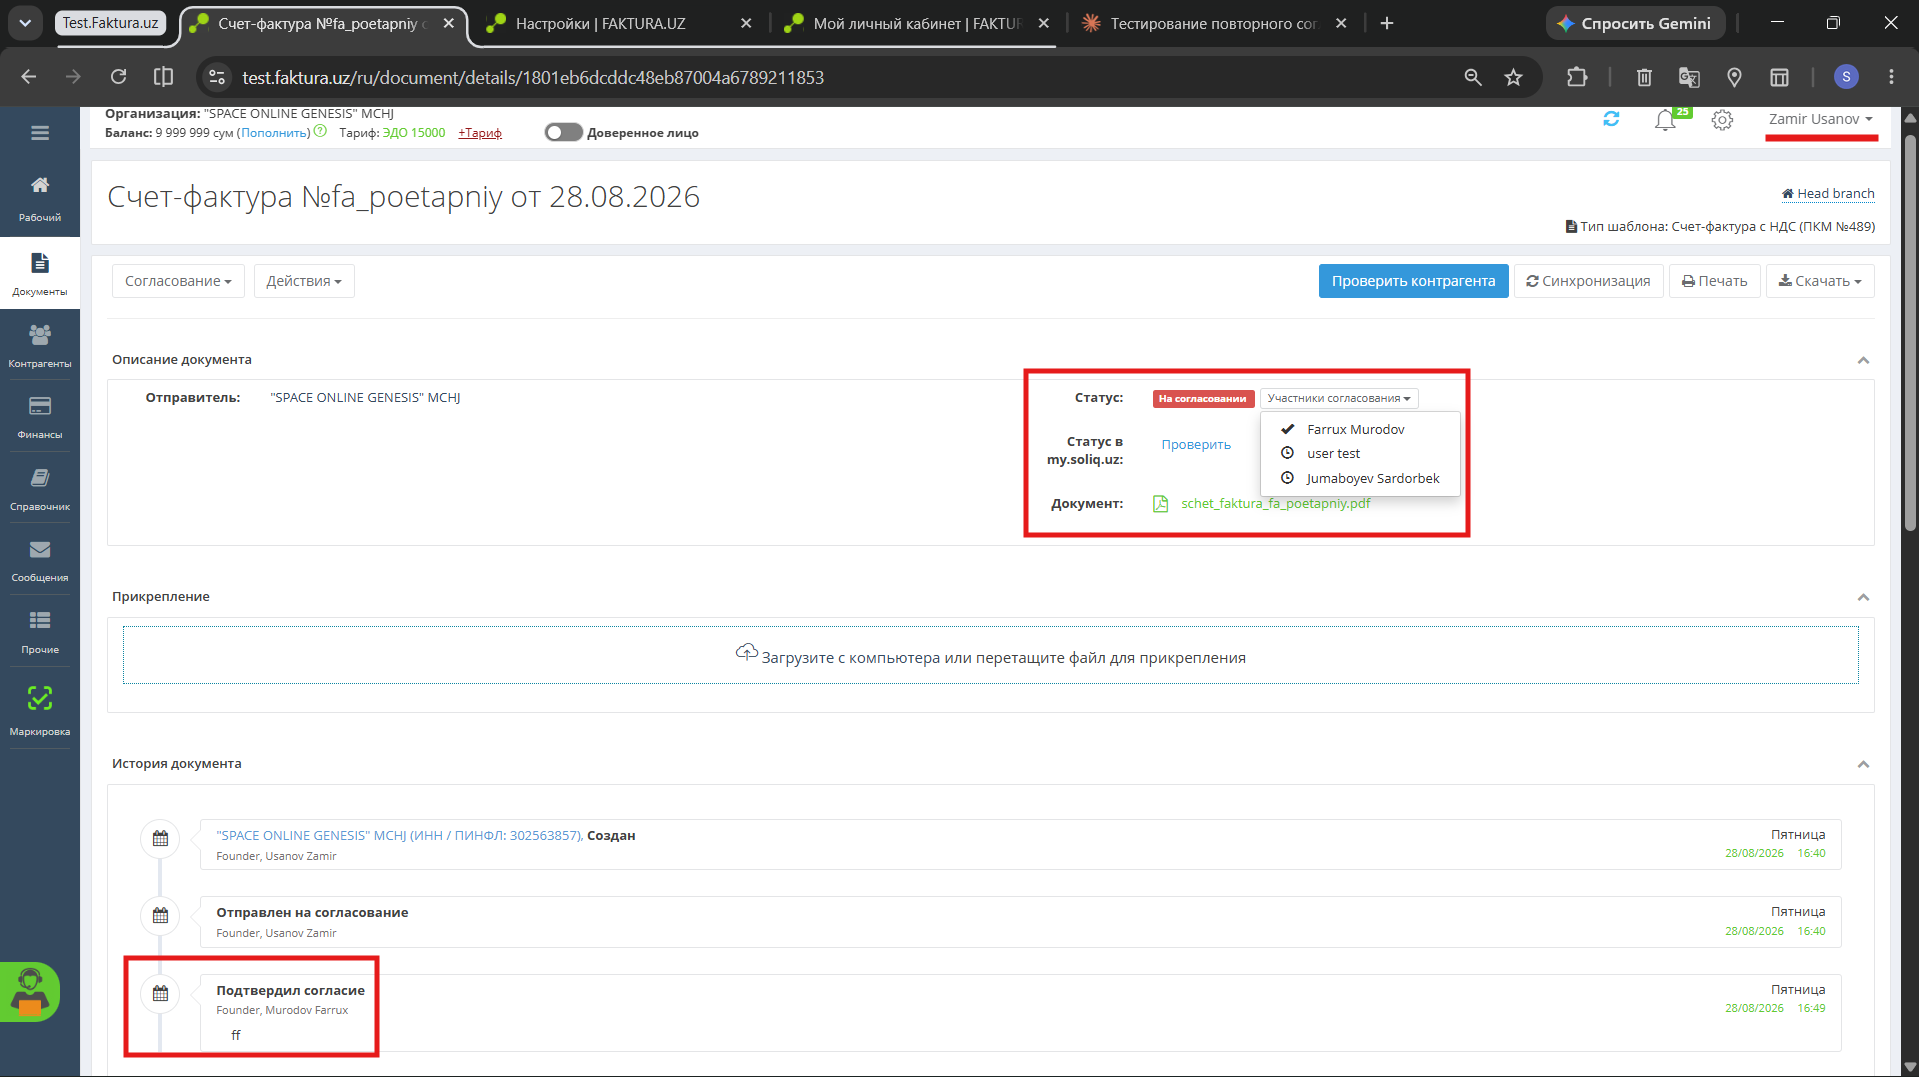 Test.Faktura.uz
Счет-фактура №fa_poetapniy
Настройки | FAKTURA.UZ
Мой личный кабинет | FAKTUR
Тестирование повторного сог
Спросить Gemini
test.faktura.uz/ru/document/details/1801eb6dcddc48eb87004a6789211853
S
Организация: "SPACE ONLINE GENESIS" MCHJ
Баланс: 9 999 999 сум (Пополнить) ? Тариф: ЭДО 15000 +Тариф
Доверенное лицо
25
Zamir Usanov
Рабочий
Документы
Контрагенты
Финансы
Справочник
Сообщения
Прочие
Маркировка
Счет-фактура №fa_poetapniy от 28.08.2026
Head branch
Тип шаблона: Счет-фактура с НДС (ПКМ №489)
Согласование
Действия
Проверить контрагента
Синхронизация
Печать
Скачать
Описание документа
Отправитель: "SPACE ONLINE GENESIS" MCHJ
Статус: На согласовании Участники согласования
Farrux Murodov
user test
Jumaboyev Sardorbek
Статус в
my.soliq.uz:
Проверить
Документ: schet_faktura_fa_poetapniy.pdf
Прикрепление
Загрузите с компьютера или перетащите файл для прикрепления
История документа
"SPACE ONLINE GENESIS" MCHJ (ИНН / ПИНФЛ: 302563857), Создан
Founder, Usanov Zamir
Пятница
28/08/2026 16:40
Отправлен на согласование
Founder, Usanov Zamir
Пятница
28/08/2026 16:40
Подтвердил согласие
Founder, Murodov Farrux
ff
Пятница
28/08/2026 16:49